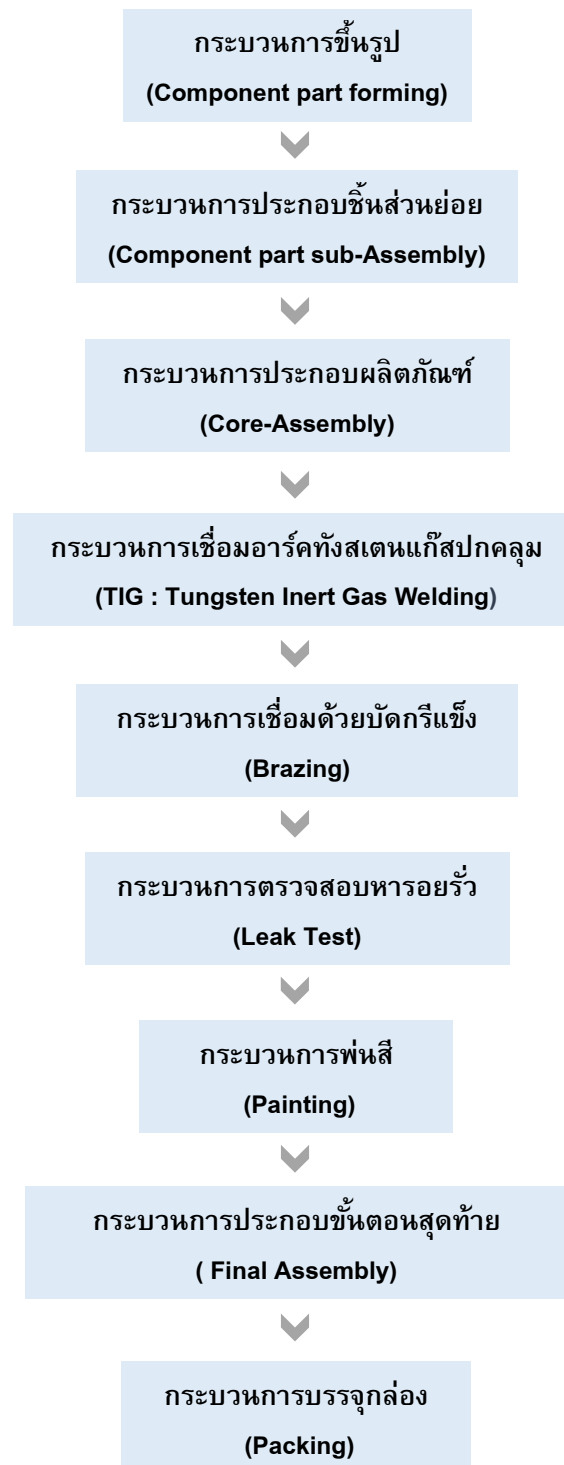 กระบวนการขึ้นรูป
(Component part forming)
กระบวนการประกอบชิ้นส่วนย่อย
(Component part sub-Assembly)
กระบวนการประกอบผลิตภัณฑ์
(Core-Assembly)
กระบวนการเชื่อมอาร์คทังสเตนแก๊สปกคลุม
(TIG : Tungsten Inert Gas Welding)
กระบวนการเชื่อมด้วยบัดกรีแข็ง
(Brazing)
กระบวนการตรวจสอบหารอยรั่ว
(Leak Test)
กระบวนการพ่นสี
(Painting)
กระบวนการประกอบขั้นตอนสุดท้าย
( Final Assembly)
กระบวนการบรรจุกล่อง
(Packing)